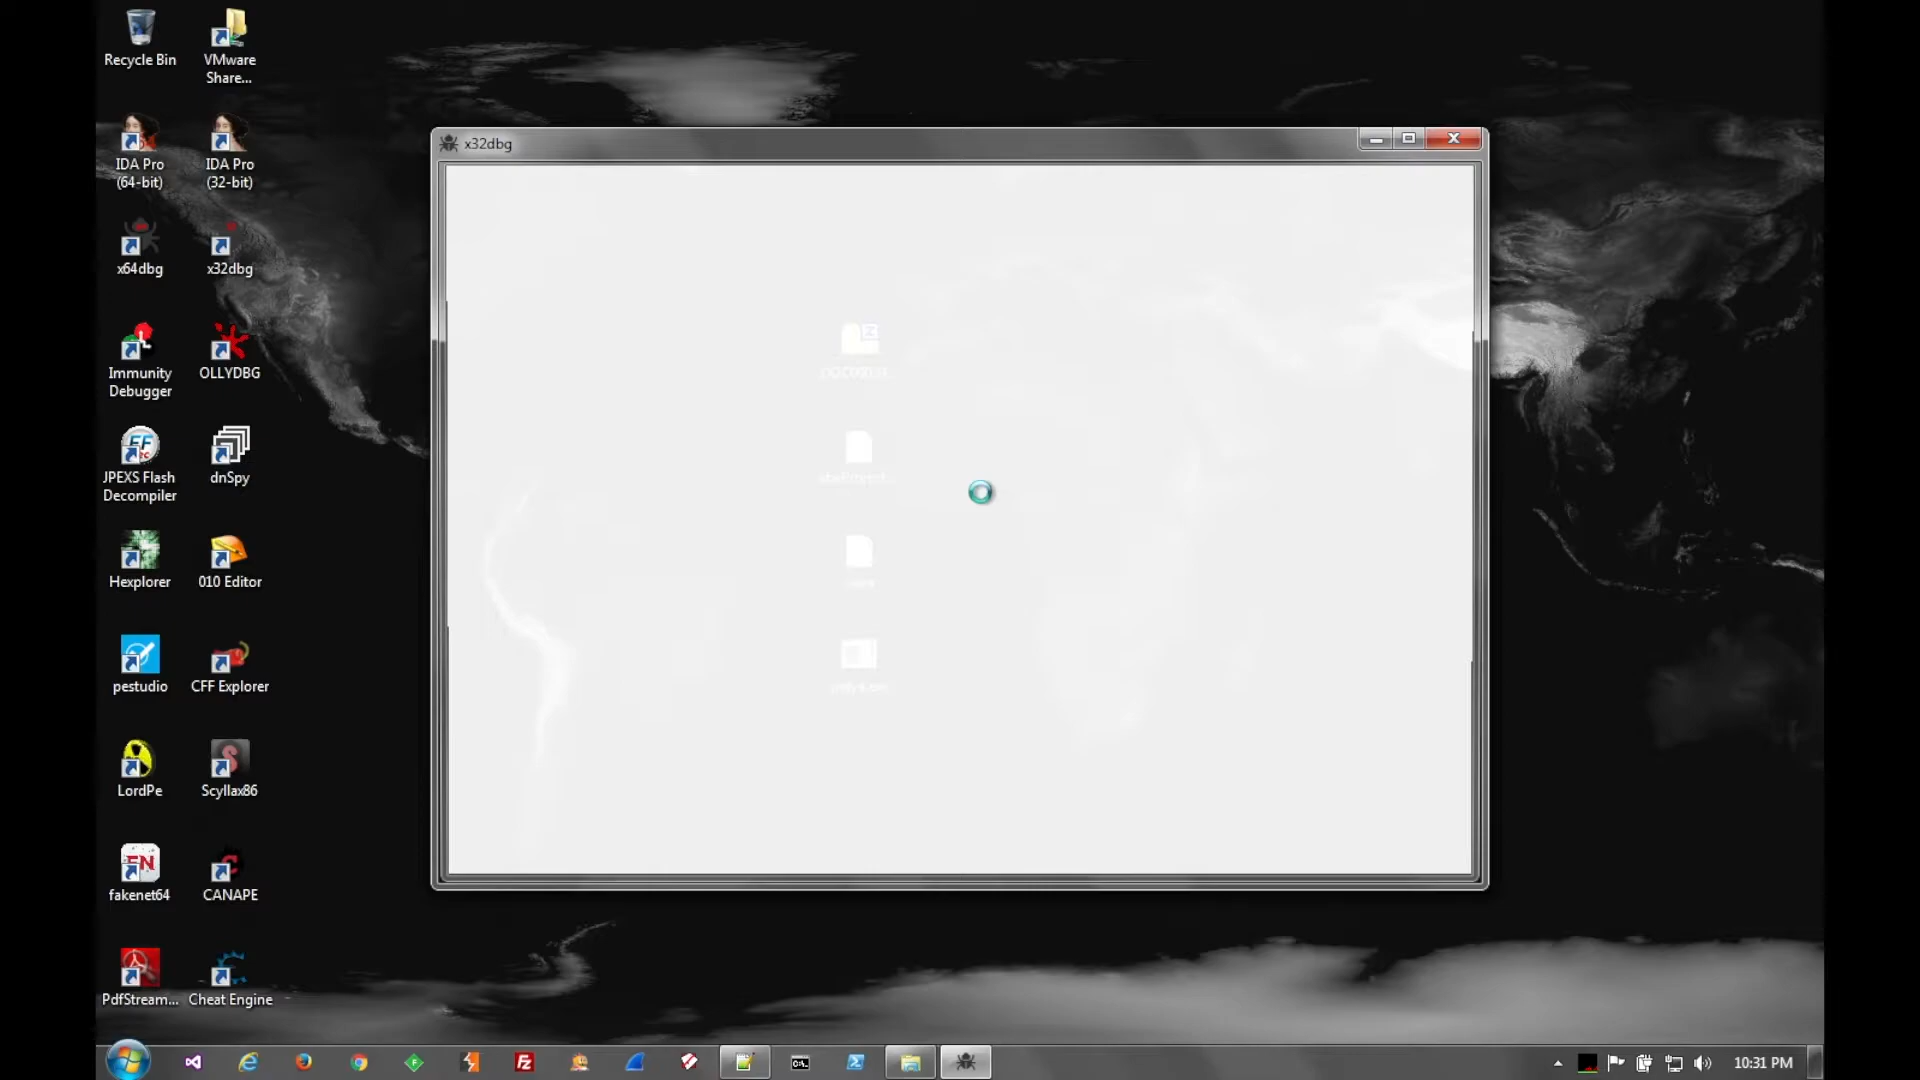 Recycle Bin
VMware
Share...
IDA Pro
(64-bit)
IDA Pro
(32-bit)
x64dbg
x32dbg
Immunity
Debugger
OLLYDBG
JPEXS Flash
Decompiler
dnSpy
Hexplorer
010 Editor
pestudio
CFF Explorer
LordPe
Scyllax86
FN
fakenet64
CANAPE
PdfStream...
Cheat Engine
x32dbg
10:31 PM